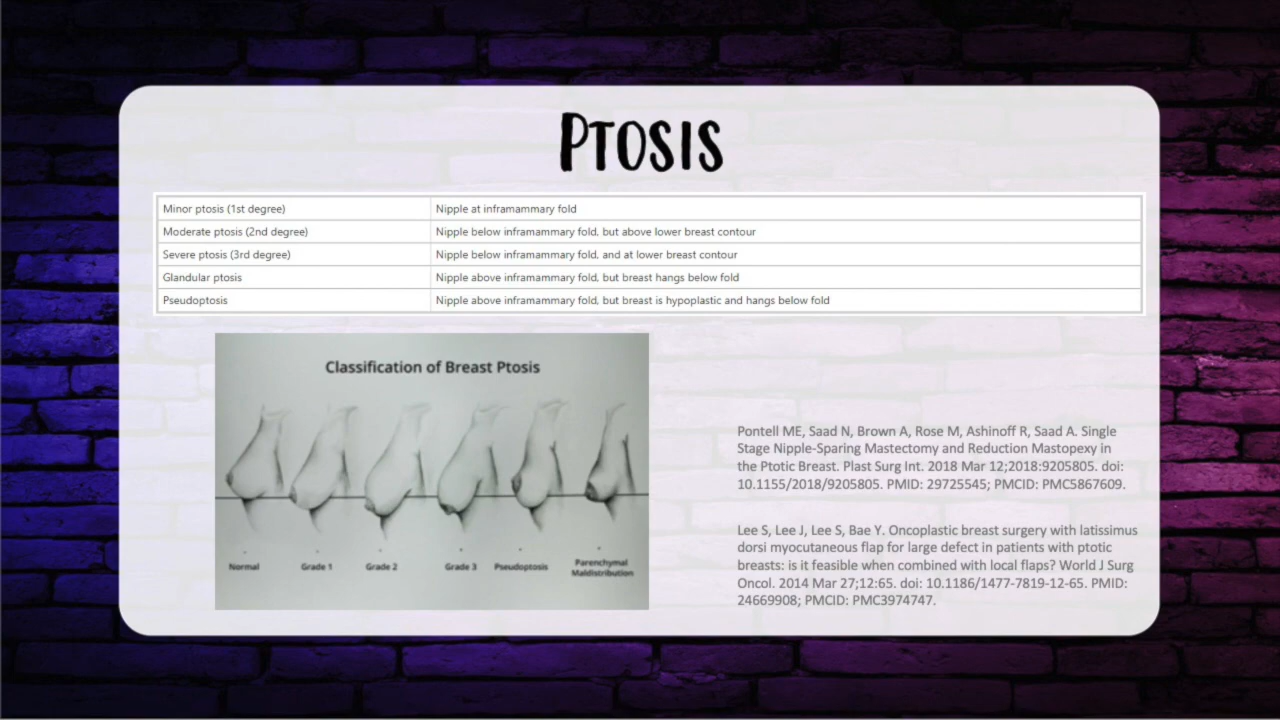 PTOSIS
Minor ptosis (1st degree) Nipple at inframammary fold
Moderate ptosis (2nd degree) Nipple below inframammary fold, but above lower breast contour
Severe ptosis (3rd degree) Nipple below inframammary fold, and at lower breast contour
Glandular ptosis Nipple above inframammary fold, but breast hangs below fold
Pseudoptosis Nipple above inframammary fold, but breast is hypoplastic and hangs below fold
Classification of Breast Ptosis
Normal Grade 1 Grade 2 Grade 3 Pseudoptosis Parenchymal
Maldistribution
Pontell ME, Saad N, Brown A, Rose M, Ashinoff R, Saad A. Single
Stage Nipple-Sparing Mastectomy and Reduction Mastopexy in
the Ptotic Breast. Plast Surg Int. 2018 Mar 12;2018:9205805. doi:
10.1155/2018/9205805. PMID: 29725545; PMCID: PMC5867609.
Lee S, Lee J, Lee S, Bae Y. Oncoplastic breast surgery with latissimus
dorsi myocutaneous flap for large defect in patients with ptotic
breasts: is it feasible when combined with local flaps? World J Surg
Oncol. 2014 Mar 27;12:65. doi: 10.1186/1477-7819-12-65. PMID:
24669908; PMCID: PMC3974747.